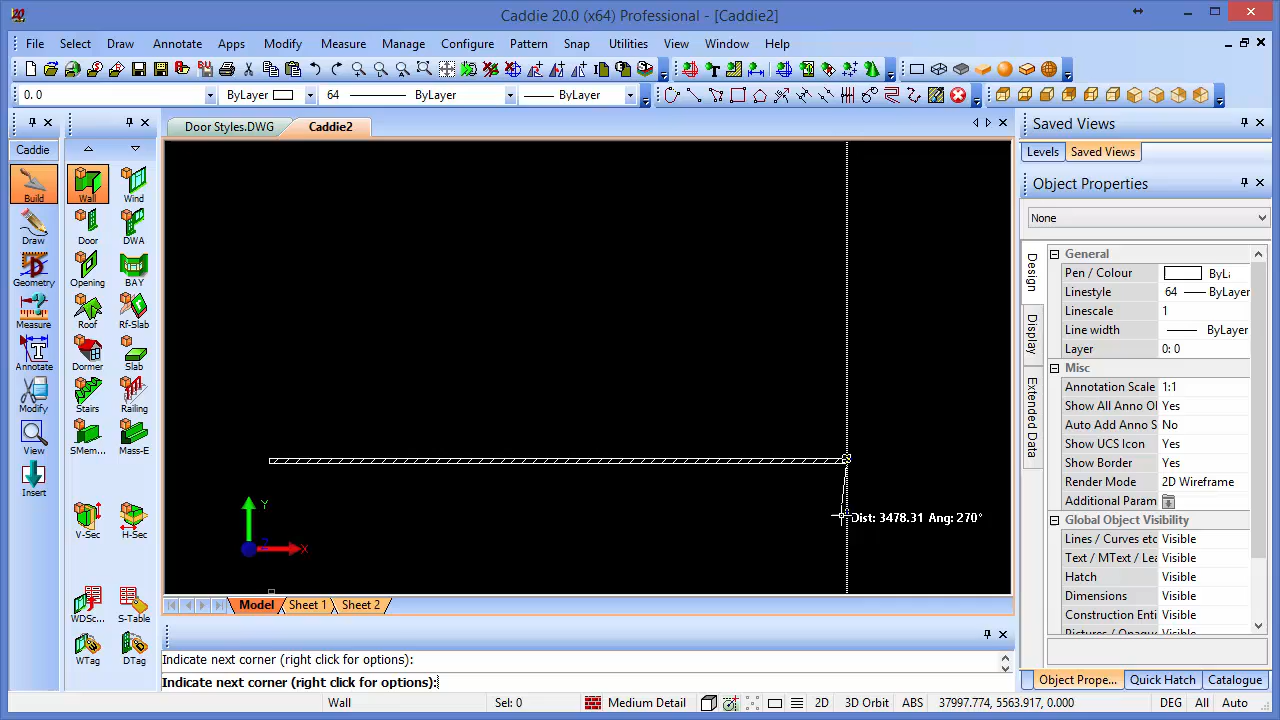 20
Caddie 20.0 (x64) Professional - [Caddie2]
File Select Draw Annotate Apps Modify Measure Manage Configure Pattern Snap Utilities View Window Help
0. 0 ByLayer 64 ByLayer ByLayer
Door Styles.DWG Caddie2 Saved Views
Caddie
Levels Saved Views
Build Wall Wind
Object Properties
None
Draw Door DWA
Geometry Opening BAY
Measure Roof Rf-Slab
Annotate Dormer Slab
Modify Stairs Railing
View SMem... Mass-E
Insert
V-Sec H-Sec
WDSc... S-Table
WTag DTag
Y
Z X
Dist: 3478.31 Ang: 270°
Design
Display
Extended Data
General
Pen / Colour ByLa
Linestyle 64 ByLayer
Linescale 1
Line width ByLayer
Layer 0: 0
Misc
Annotation Scale 1:1
Show All Anno Ol Yes
Auto Add Anno S No
Show UCS Icon Yes
Show Border Yes
Render Mode 2D Wireframe
Additional Param
Global Object Visibility
Lines / Curves etc Visible
Text / MText / Lea Visible
Hatch Visible
Dimensions Visible
Construction Enti Visible
Pictures / Opaque Visible
Model Sheet 1 Sheet 2
Indicate next corner (right click for options):
Indicate next corner (right click for options):
Object Prope... Quick Hatch Catalogue
Wall Sel: 0 Medium Detail 2D 3D Orbit ABS 37997.774, 5563.917, 0.000 DEG All Auto